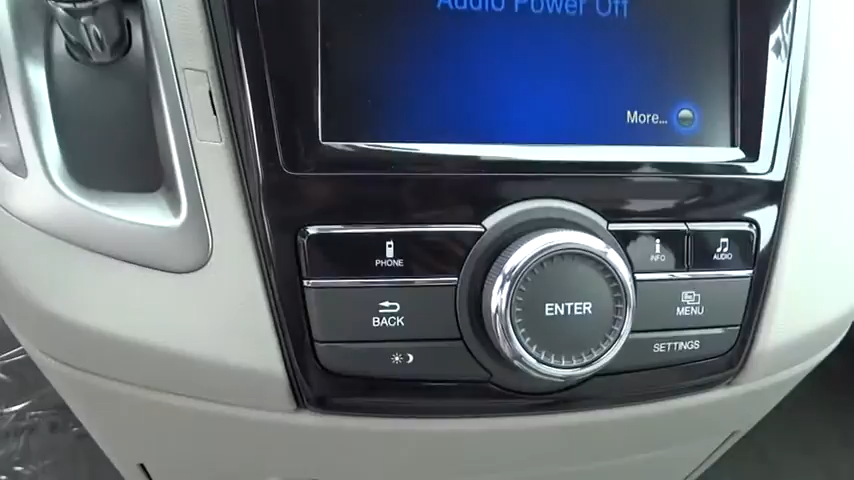 Audio Power Off
More...
PHONE
INFO
AUDIO
BACK
ENTER
MENU
SETTINGS